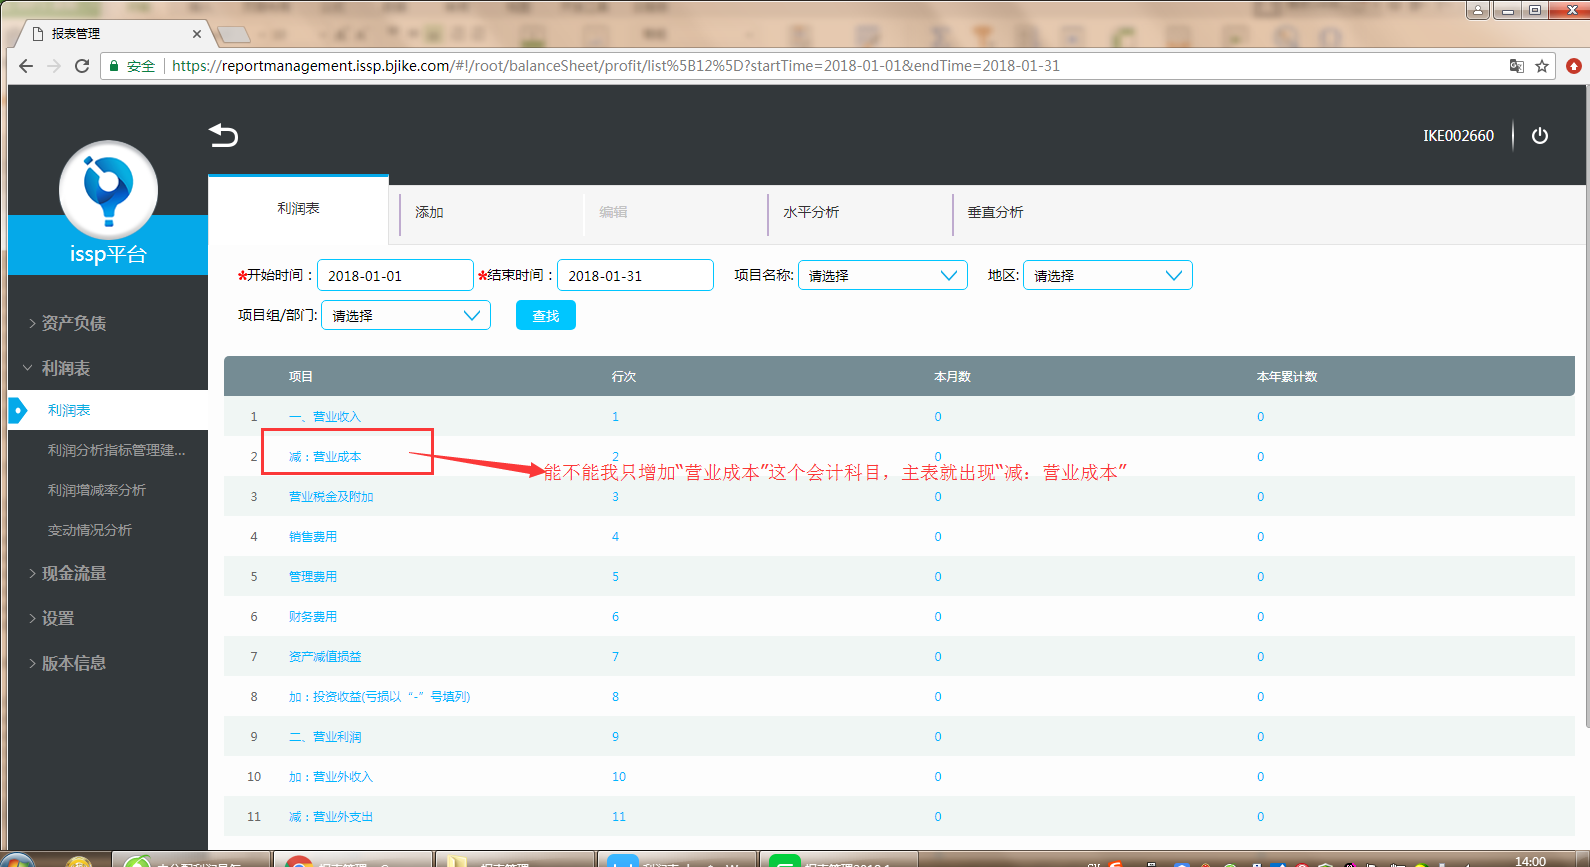 报表管理
安全
https://reportmanagement.issp.bjike.com/#!/root/balanceSheet/profit/list%5B12%5D?startTime=2018-01-01&endTime=2018-01-31
IKE002660
issp平台
资产负债
利润表
利润表
利润分析指标管理建...
利润增减率分析
变动情况分析
现金流量
设置
版本信息
利润表 添加 编辑 水平分析 垂直分析
*开始时间： 2018-01-01 *结束时间： 2018-01-31 项目名称: 请选择 地区: 请选择
项目组/部门: 请选择 查找
项目 行次 本月数 本年累计数
1 一、营业收入 1 0 0
2 减：营业成本 2 0 0
能不能我只增加“营业成本”这个会计科目，主表就出现“减：营业成本”
3 营业税金及附加 3 0 0
4 销售费用 4 0 0
5 管理费用 5 0 0
6 财务费用 6 0 0
7 资产减值损益 7 0 0
8 加：投资收益(亏损以“-”号填列) 8 0 0
9 二、营业利润 9 0 0
10 加：营业外收入 10 0 0
11 减：营业外支出 11 0 0
14:00